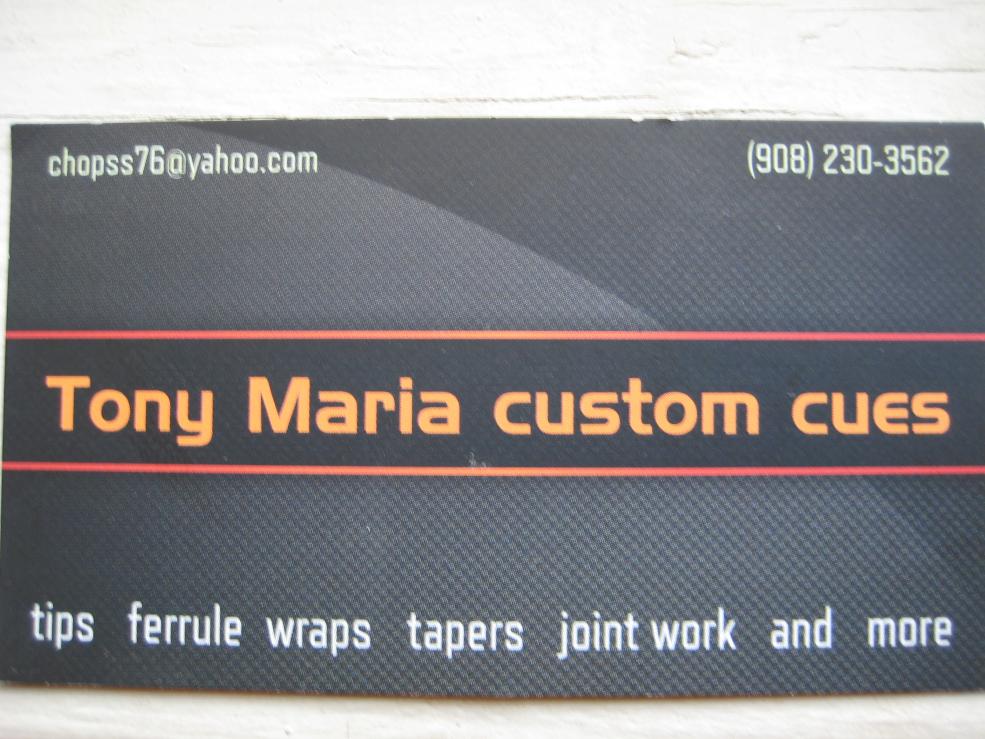 chopss76@yahoo.com (908) 230-3562
Tony Maria custom cues
tips ferrule wraps tapers joint work and more